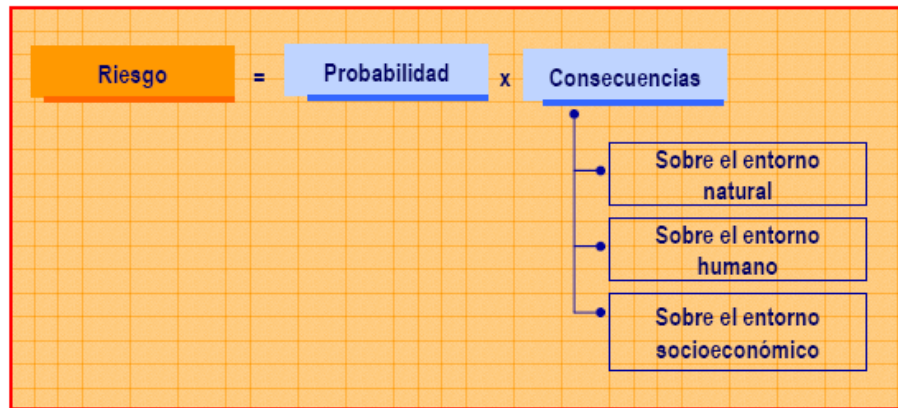 Riesgo = Probabilidad x Consecuencias
Sobre el entorno
natural
Sobre el entorno
humano
Sobre el entorno
socioeconómico